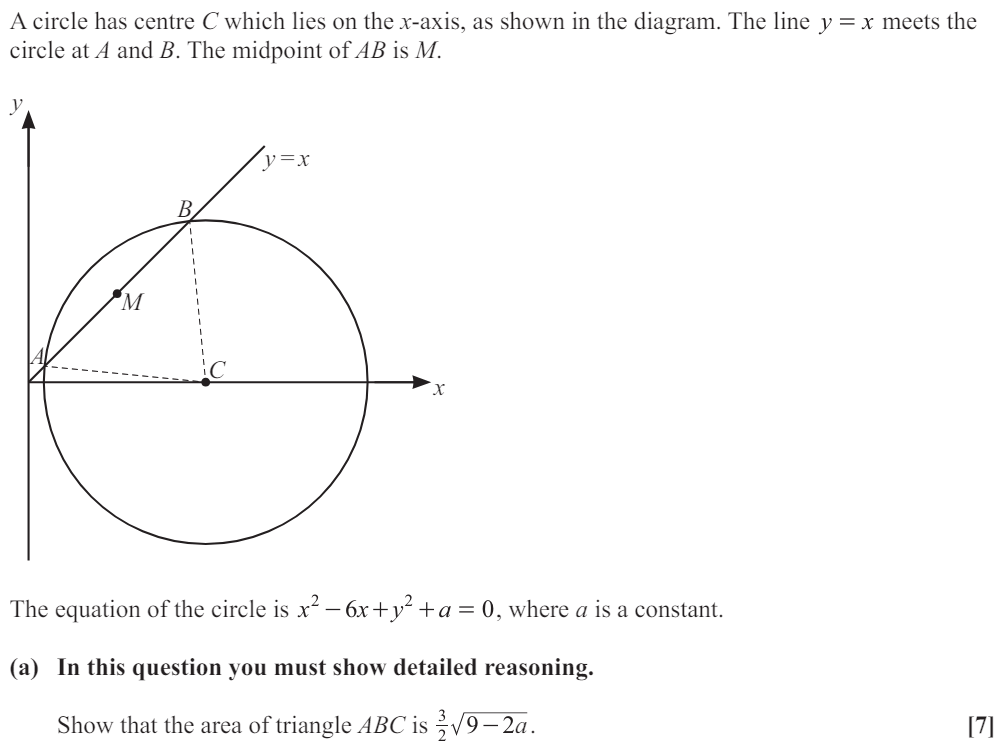 A circle has centre C which lies on the x-axis, as shown in the diagram. The line y = x meets the
circle at A and B. The midpoint of AB is M.
y
y = x
B
M
A
C
x
The equation of the circle is x² − 6x + y² + a = 0, where a is a constant.
(a) In this question you must show detailed reasoning.
Show that the area of triangle ABC is 3/2√(9 − 2a).
[7]